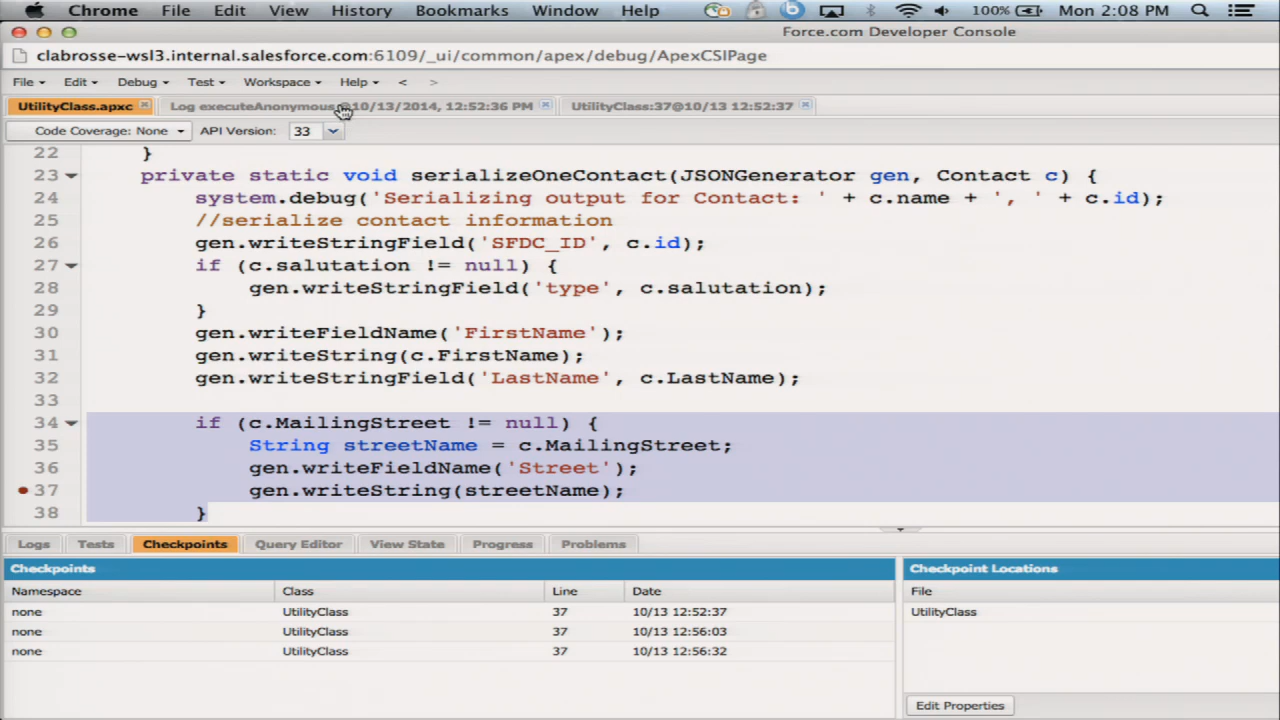 Chrome File Edit View History Bookmarks Window Help 100% Mon 2:08 PM
Force.com Developer Console
clabrosse-wsl3.internal.salesforce.com:6109/_ui/common/apex/debug/ApexCSIPage
File Edit Debug Test Workspace Help < >
UtilityClass.apxc Log executeAnonymous @10/13/2014, 12:52:36 PM UtilityClass:37@10/13 12:52:37
Code Coverage: None API Version: 33
22 }
23 private static void serializeOneContact(JSONGenerator gen, Contact c) {
24 system.debug('Serializing output for Contact: ' + c.name + ', ' + c.id);
25 //serialize contact information
26 gen.writeStringField('SFDC_ID', c.id);
27 if (c.salutation != null) {
28 gen.writeStringField('type', c.salutation);
29 }
30 gen.writeFieldName('FirstName');
31 gen.writeString(c.FirstName);
32 gen.writeStringField('LastName', c.LastName);
33
34 if (c.MailingStreet != null) {
35 String streetName = c.MailingStreet;
36 gen.writeFieldName('Street');
37 gen.writeString(streetName);
38 }
Logs Tests Checkpoints Query Editor View State Progress Problems
Checkpoints Checkpoint Locations
Namespace Class Line Date File
none UtilityClass 37 10/13 12:52:37 UtilityClass
none UtilityClass 37 10/13 12:56:03
none UtilityClass 37 10/13 12:56:32
Edit Properties